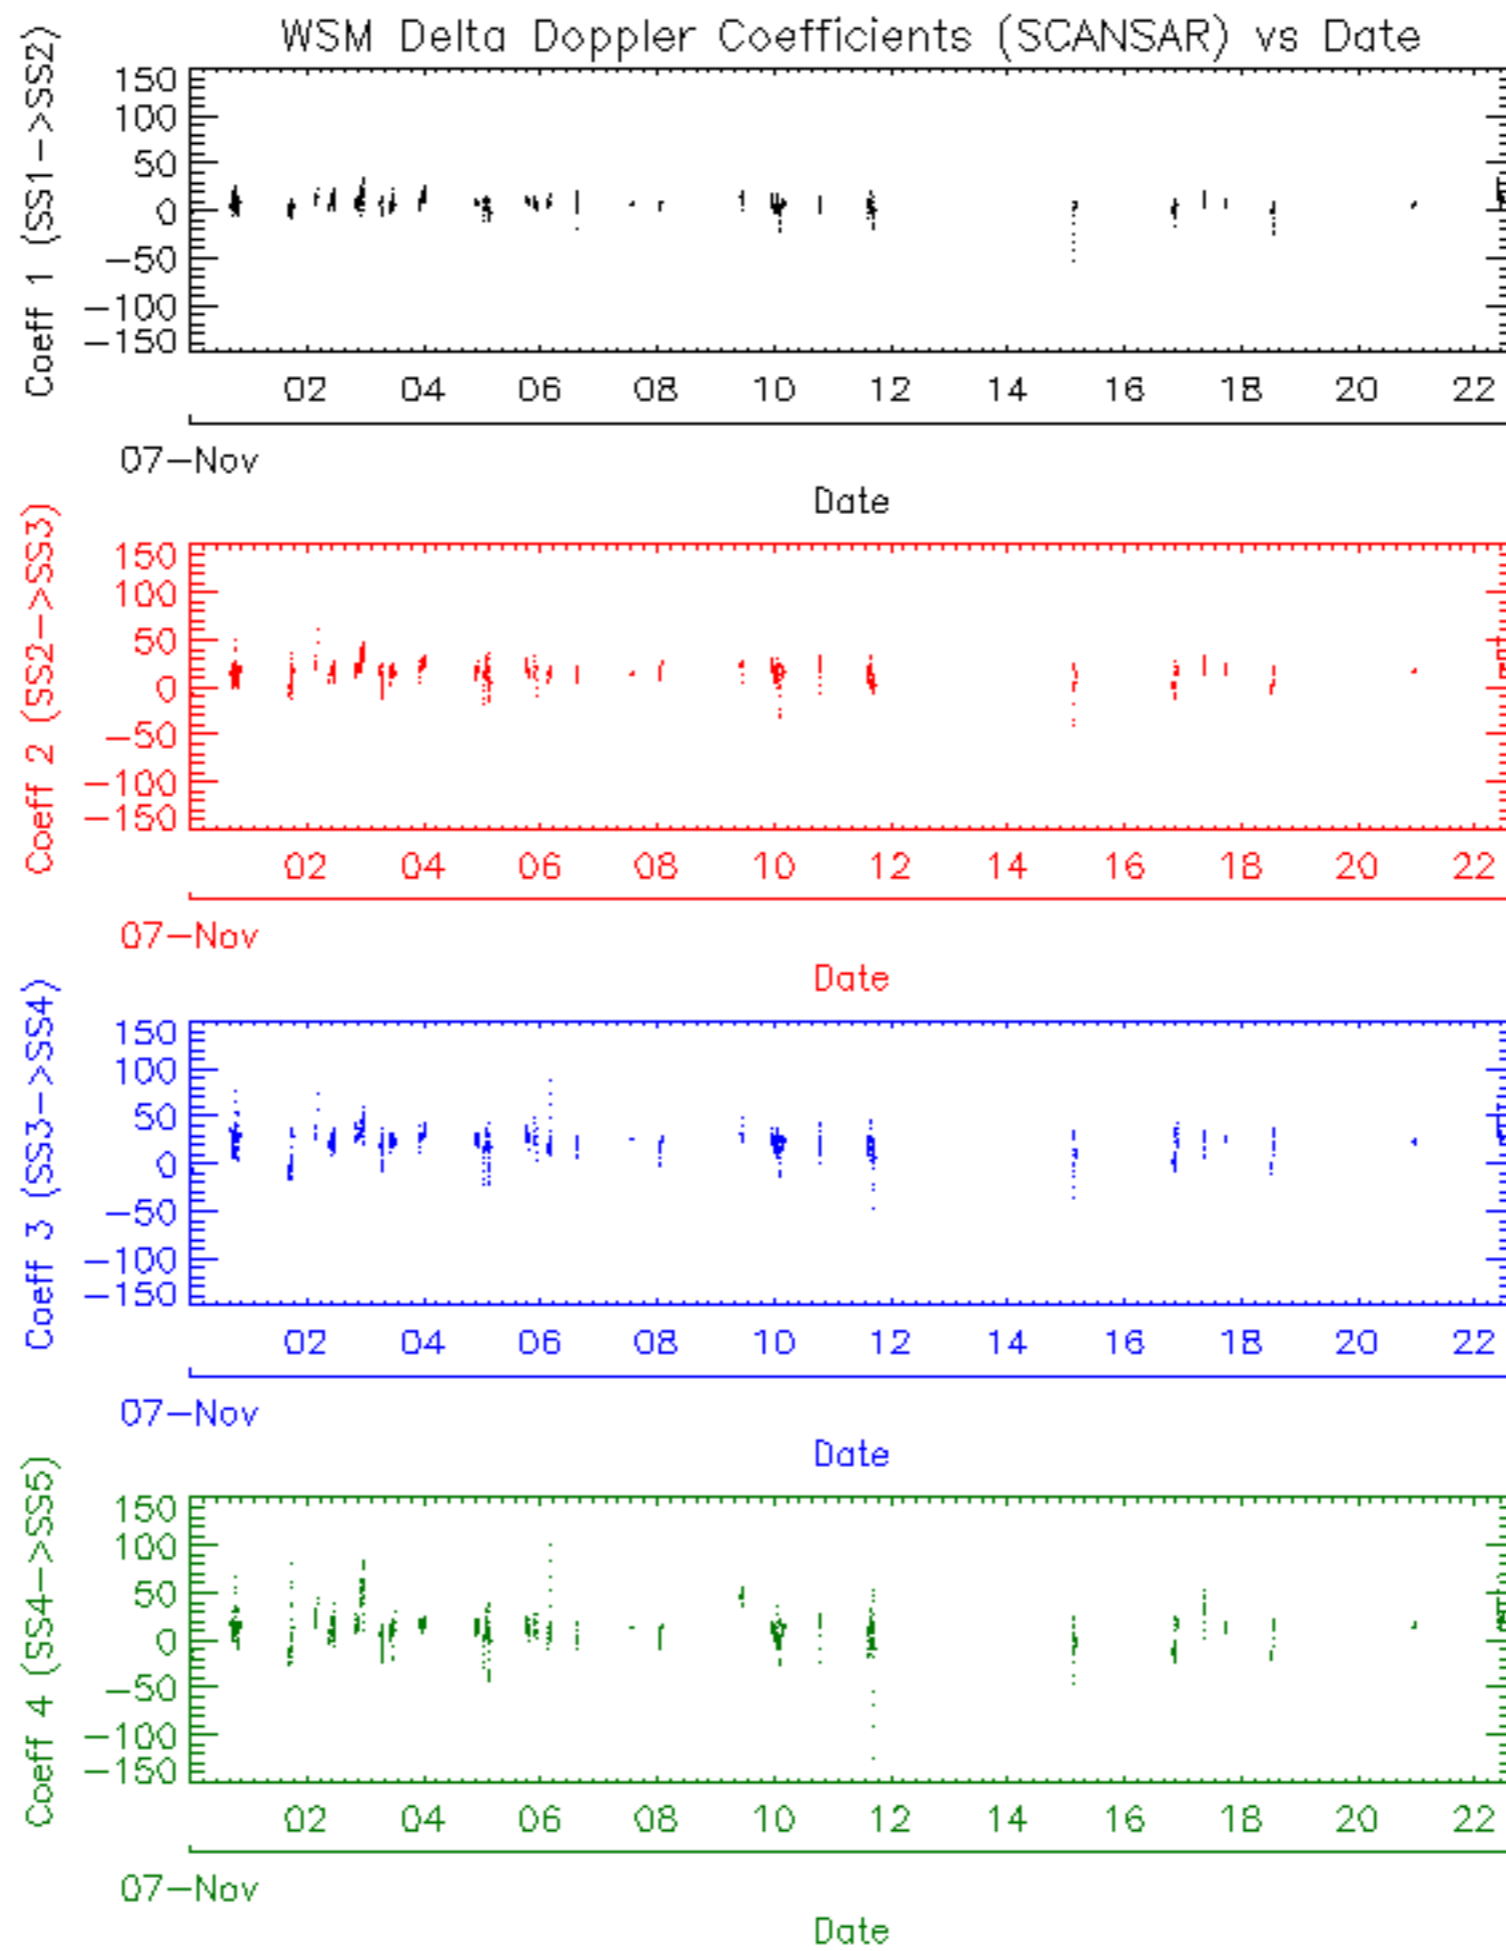 WSM Delta Doppler Coefficients (SCANSAR) vs Date
Coeff 1 (SS1->SS2)
150
100
50
0
-50
-100
-150
02 04 06 08 10 12 14 16 18 20 22
07-Nov
Date
Coeff 2 (SS2->SS3)
150
100
50
0
-50
-100
-150
02 04 06 08 10 12 14 16 18 20 22
07-Nov
Date
Coeff 3 (SS3->SS4)
150
100
50
0
-50
-100
-150
02 04 06 08 10 12 14 16 18 20 22
07-Nov
Date
Coeff 4 (SS4->SS5)
150
100
50
0
-50
-100
-150
02 04 06 08 10 12 14 16 18 20 22
07-Nov
Date